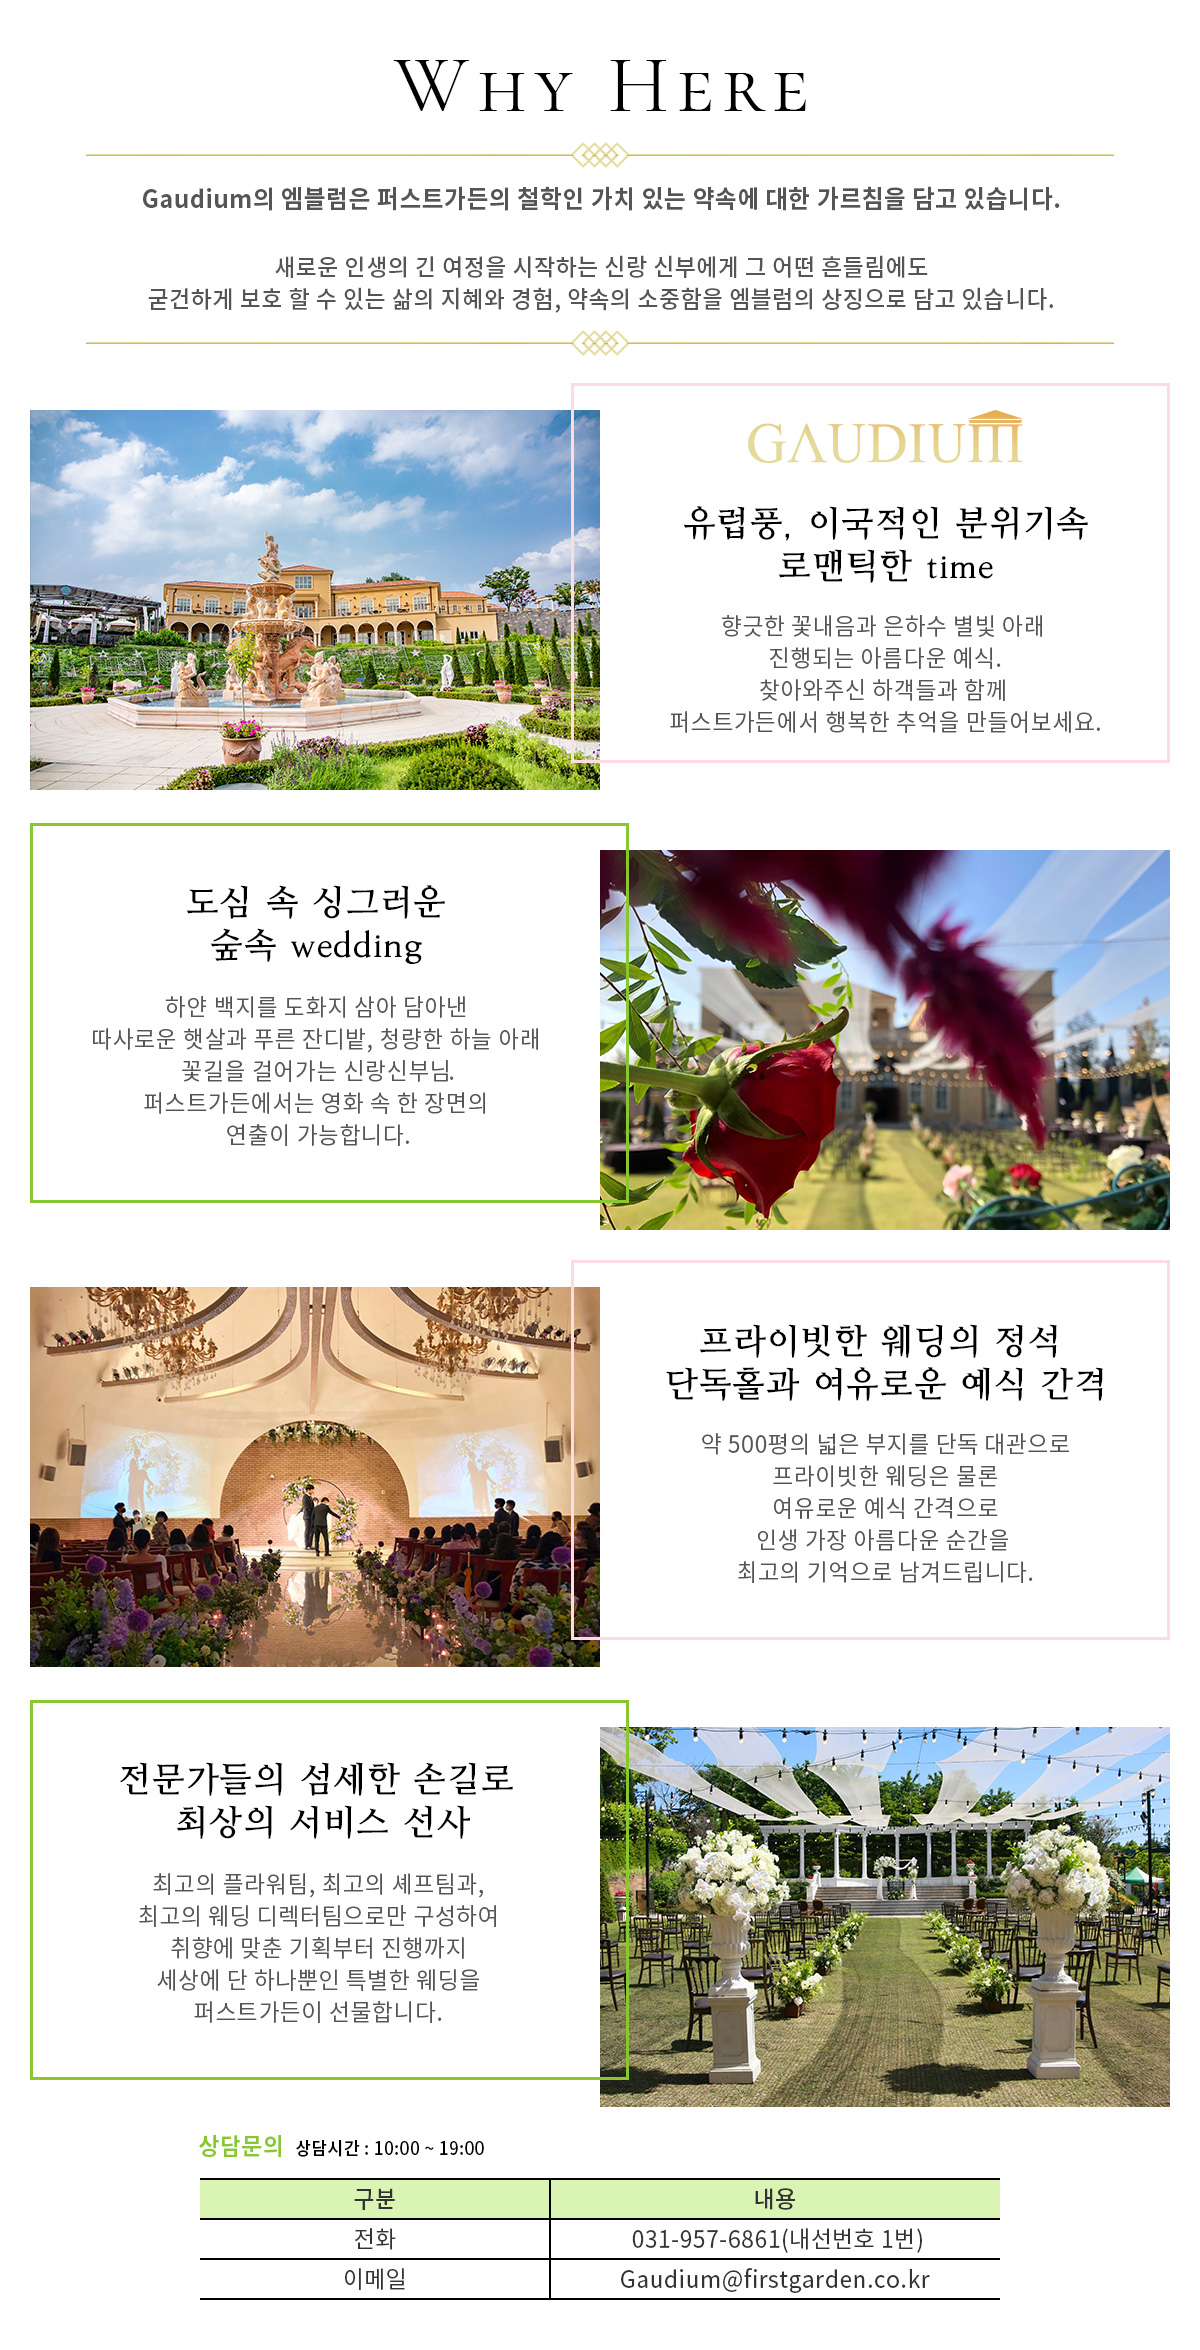 WHY HERE
Gaudium의 엠블럼은 퍼스트가든의 철학인 가치 있는 약속에 대한 가르침을 담고 있습니다.
새로운 인생의 긴 여정을 시작하는 신랑 신부에게 그 어떤 흔들림에도
굳건하게 보호 할 수 있는 삶의 지혜와 경험, 약속의 소중함을 엠블럼의 상징으로 담고 있습니다.
GAUDIUM
유럽풍, 이국적인 분위기속
로맨틱한 time
향긋한 꽃내음과 은하수 별빛 아래
진행되는 아름다운 예식.
찾아와주신 하객들과 함께
퍼스트가든에서 행복한 추억을 만들어보세요.
도심 속 싱그러운
숲속 wedding
하얀 백지를 도화지 삼아 담아낸
따사로운 햇살과 푸른 잔디밭, 청량한 하늘 아래
꽃길을 걸어가는 신랑신부님.
퍼스트가든에서는 영화 속 한 장면의
연출이 가능합니다.
프라이빗한 웨딩의 정석
단독홀과 여유로운 예식 간격
약 500평의 넓은 부지를 단독 대관으로
프라이빗한 웨딩은 물론
여유로운 예식 간격으로
인생 가장 아름다운 순간을
최고의 기억으로 남겨드립니다.
전문가들의 섬세한 손길로
최상의 서비스 선사
최고의 플라워팀, 최고의 셰프팀과,
최고의 웨딩 디렉터팀으로만 구성하여
취향에 맞춘 기획부터 진행까지
세상에 단 하나뿐인 특별한 웨딩을
퍼스트가든이 선물합니다.
상담문의 상담시간 : 10:00 ~ 19:00
구분 내용
전화 031-957-6861(내선번호 1번)
이메일 Gaudium@firstgarden.co.kr